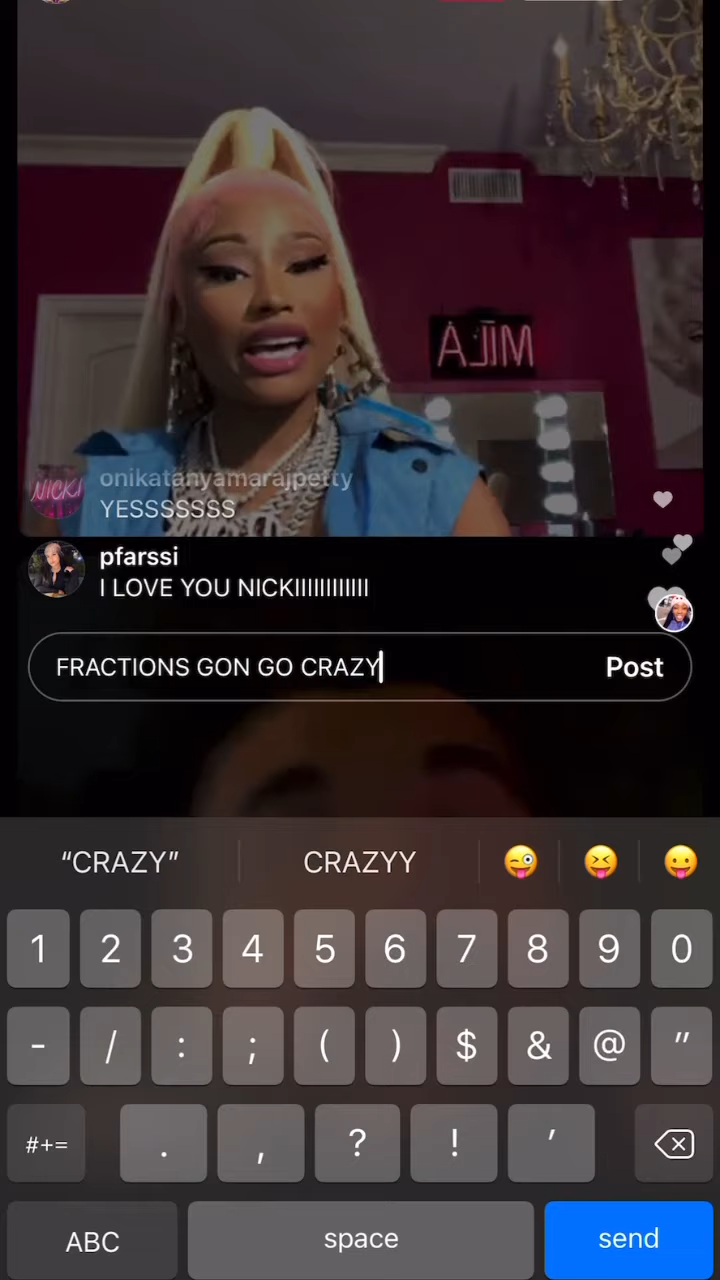 MILA
NICKI
onikatanyamarajpetty
YESSSSSSS
pfarssi
I LOVE YOU NICKIIIIIIIIIIII
FRACTIONS GON GO CRAZY
Post
“CRAZY” CRAZYY 😜 😝 😛
1 2 3 4 5 6 7 8 9 0
- / : ; ( ) $ & @ "
#+= . , ? ! '
ABC space send